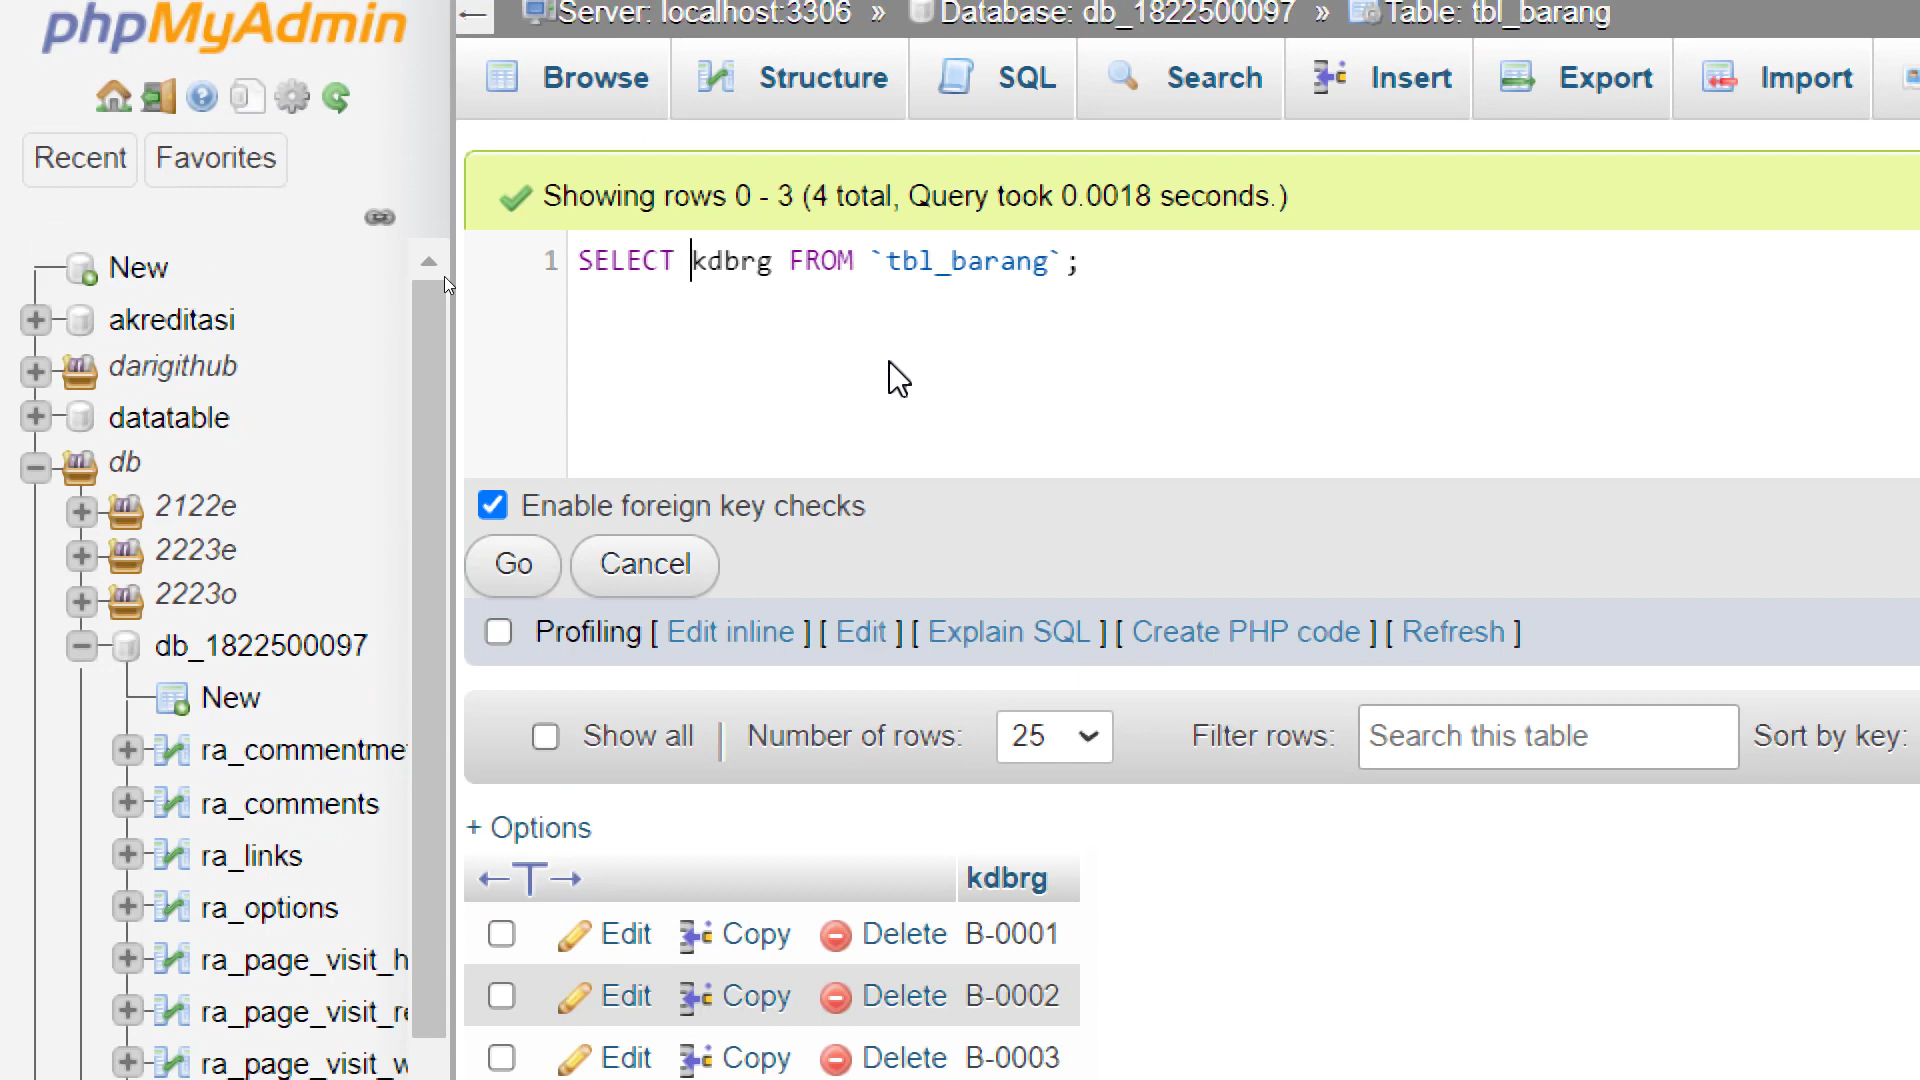 phpMyAdmin
Recent
Favorites
New
akreditasi
darigithub
datatable
db
2122e
2223e
2223o
db_1822500097
New
ra_commentme
ra_comments
ra_links
ra_options
ra_page_visit_h
ra_page_visit_re
ra_page_visit_w
Server: localhost:3306 » Database: db_1822500097 » Table: tbl_barang
Browse
Structure
SQL
Search
Insert
Export
Import
Showing rows 0 - 3 (4 total, Query took 0.0018 seconds.)
1 SELECT kdbrg FROM `tbl_barang`;
Enable foreign key checks
Go
Cancel
Profiling [ Edit inline ] [ Edit ] [ Explain SQL ] [ Create PHP code ] [ Refresh ]
Show all | Number of rows: 25 Filter rows: Search this table Sort by key:
+ Options
←T→ kdbrg
Edit Copy Delete B-0001
Edit Copy Delete B-0002
Edit Copy Delete B-0003